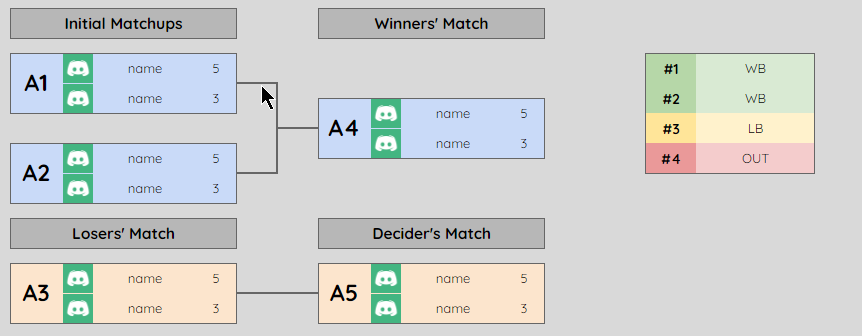 Initial Matchups
Winners' Match
A1
name 5
name 3
A2
name 5
name 3
A4
name 5
name 3
#1 WB
#2 WB
#3 LB
#4 OUT
Losers' Match
Decider's Match
A3
name 5
name 3
A5
name 5
name 3